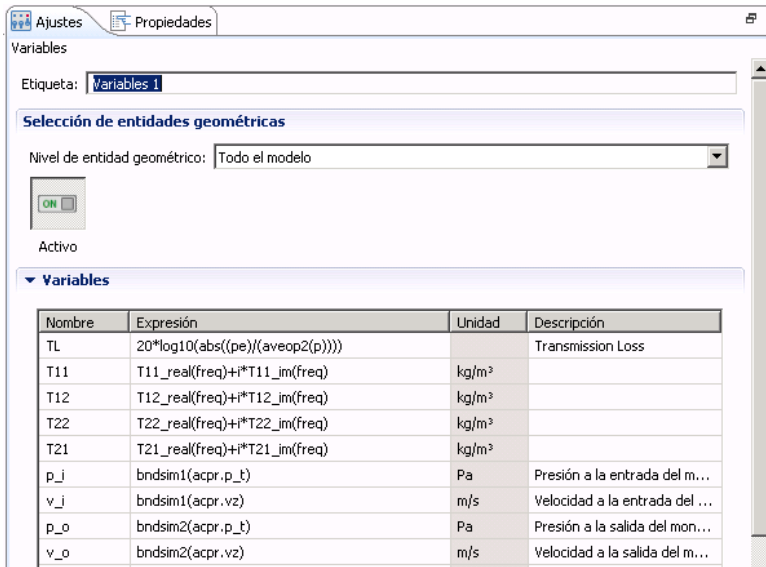 Ajustes Propiedades
Variables
Etiqueta: Variables 1
Selección de entidades geométricas
Nivel de entidad geométrico: Todo el modelo
ON
Activo
Variables
Nombre Expresión Unidad Descripción
TL 20*log10(abs((pe)/(aveop2(p)))) Transmission Loss
T11 T11_real(freq)+i*T11_im(freq) kg/m³
T12 T12_real(freq)+i*T12_im(freq) kg/m³
T22 T22_real(freq)+i*T22_im(freq) kg/m³
T21 T21_real(freq)+i*T21_im(freq) kg/m³
p_i bndsim1(acpr.p_t) Pa Presión a la entrada del m...
v_i bndsim1(acpr.vz) m/s Velocidad a la entrada del ...
p_o bndsim2(acpr.p_t) Pa Presión a la salida del mon...
v_o bndsim2(acpr.vz) m/s Velocidad a la salida del m...